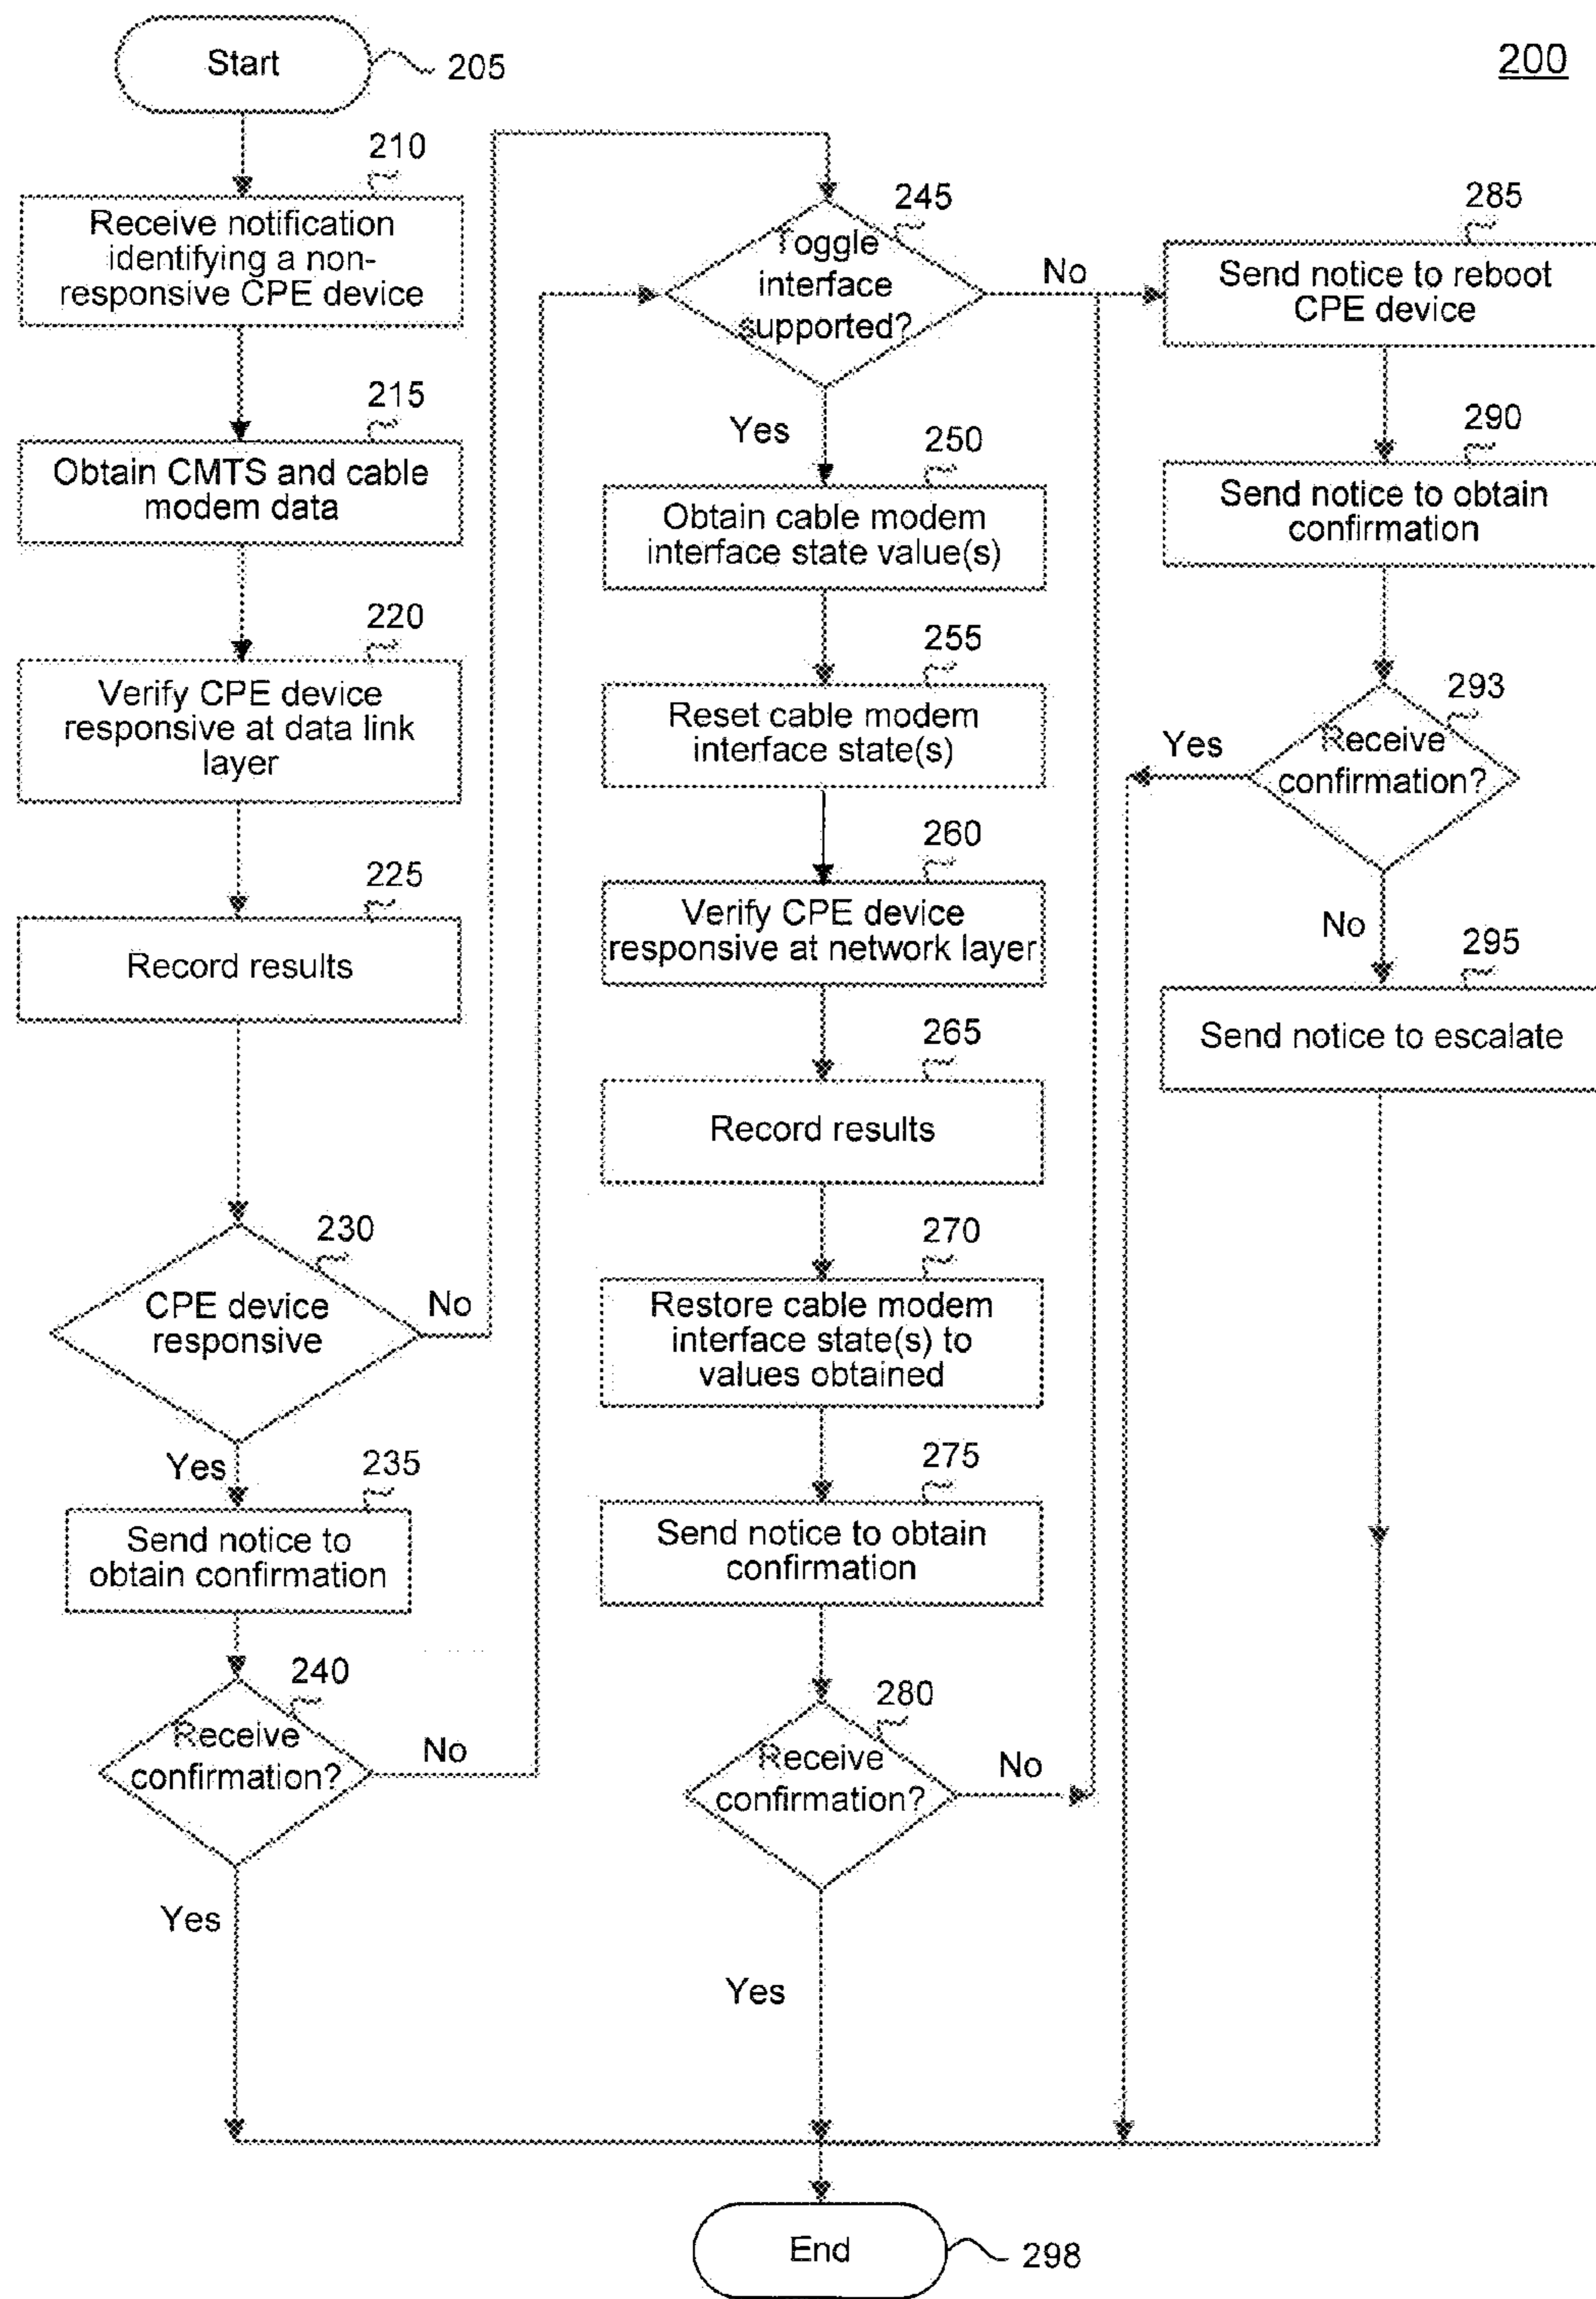 200
Start
205
210
Receive notification
identifying a non-
responsive CPE device
215
Obtain CMTS and cable
modem data
220
Verify CPE device
responsive at data link
layer
225
Record results
230
CPE device
responsive
No
Yes
235
Send notice to
obtain confirmation
240
Receive
confirmation?
No
Yes
245
Toggle
interface
supported?
No
Yes
250
Obtain cable modem
interface state value(s)
255
Reset cable modem
interface state(s)
260
Verify CPE device
responsive at network layer
265
Record results
270
Restore cable modem
interface state(s) to
values obtained
275
Send notice to obtain
confirmation
280
Receive
confirmation?
No
Yes
285
Send notice to reboot
CPE device
290
Send notice to obtain
confirmation
293
Receive
confirmation?
Yes
No
295
Send notice to escalate
End
298